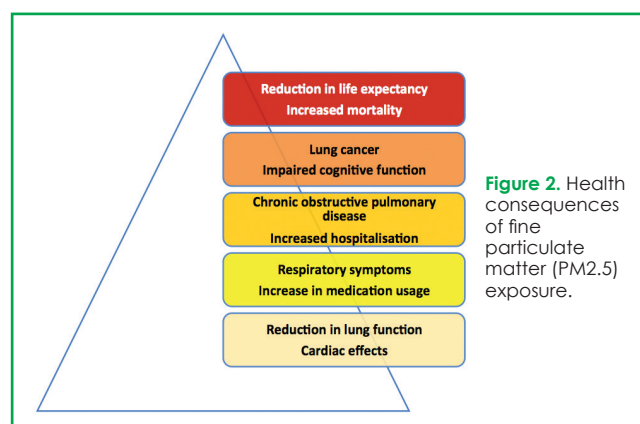 Reduction in life expectancy
Increased mortality
Lung cancer
Impaired cognitive function
Chronic obstructive pulmonary
disease
Increased hospitalisation
Respiratory symptoms
Increase in medication usage
Reduction in lung function
Cardiac effects
Figure 2. Health
consequences
of fine
particulate
matter (PM2.5)
exposure.